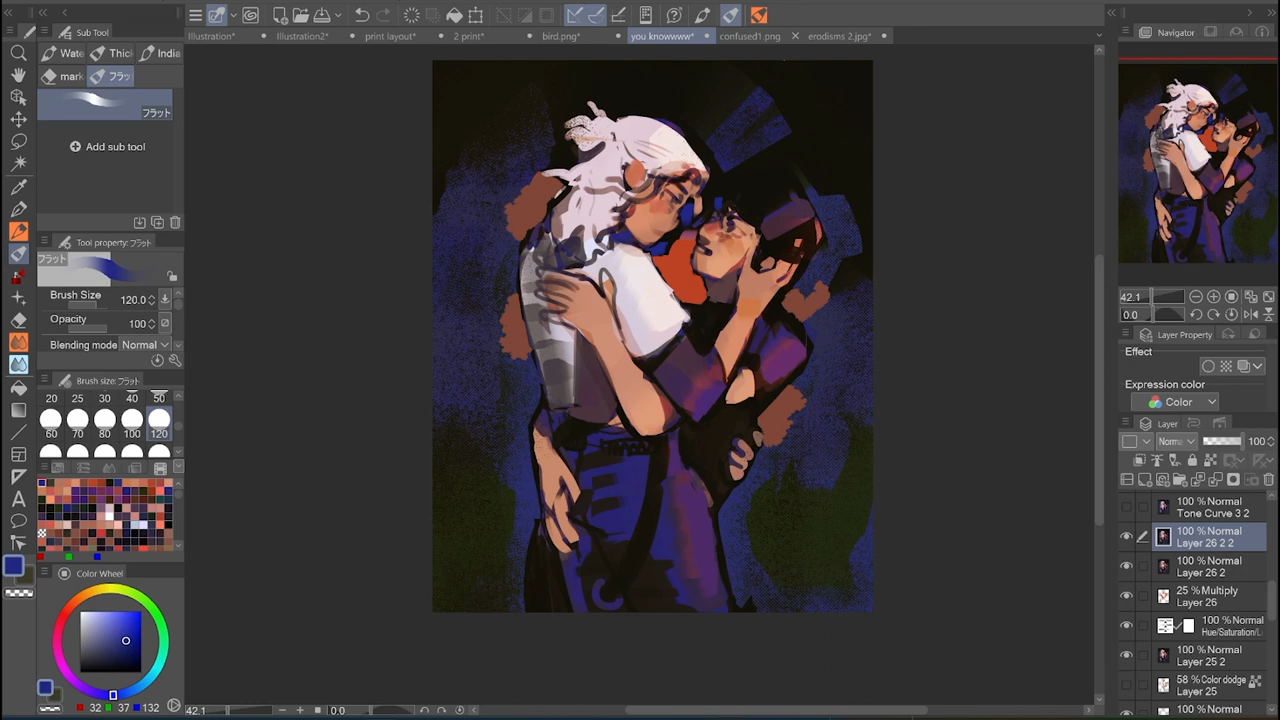 Illustration*
Illustration2*
print layout*
2 print*
bird.png*
you knowwww*
confused1.png
erodisms 2.jpg*
Sub Tool
Wate
Thic
India
mark
フラッ
フラット
Add sub tool
Tool property: フラット
フラット
Brush Size
120.0
Opacity
100
Blending mode
Normal
Brush size: フラット
20
25
30
40
50
60
70
80
100
120
Color Wheel
32
37
132
42.1
0.0
Navigator
42.1
0.0
Layer Property
Effect
Expression color
Color
Layer
Norma
100
100 % Normal
Tone Curve 3 2
100 % Normal
Layer 26 2 2
100 % Normal
Layer 26 2
25 % Multiply
Layer 26
100 % Normal
Hue/Saturation/L
100 % Normal
Layer 25 2
58 % Color dodge
Layer 25
100 % Normal